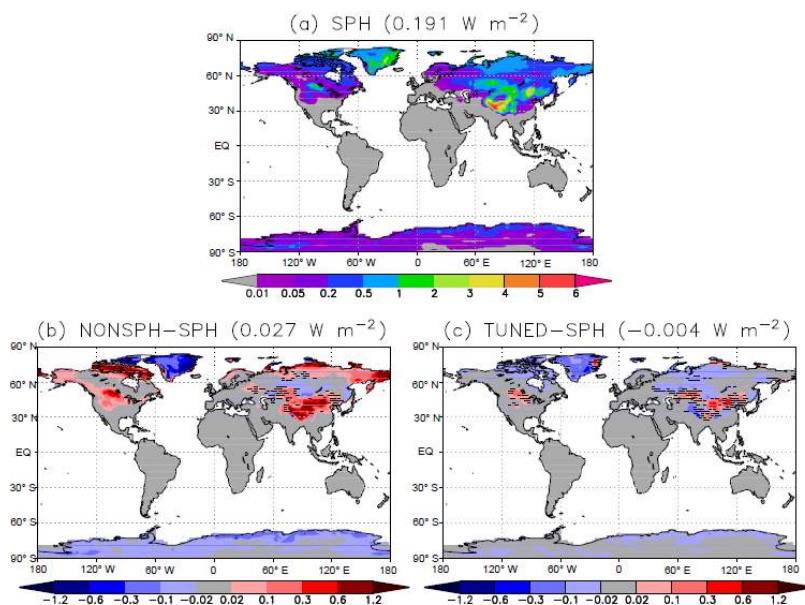 (a) SPH (0.191 W m−2)
90° N
60° N
30° N
EQ
30° S
60° S
90° S
180 120° W 60° W 0 60° E 120° E 180
0.01 0.05 0.2 0.5 1 2 3 4 5 6
(b) NONSPH−SPH (0.027 W m−2) (c) TUNED−SPH (−0.004 W m−2)
90° N 90° N
60° N 60° N
30° N 30° N
EQ EQ
30° S 30° S
60° S 60° S
90° S 90° S
180 120° W 60° W 0 60° E 120° E 180 180 120° W 60° W 0 60° E 120° E 180
−1.2 −0.6 −0.3 −0.1 −0.02 0.02 0.1 0.3 0.6 1.2 −1.2 −0.6 −0.3 −0.1 −0.02 0.02 0.1 0.3 0.6 1.2